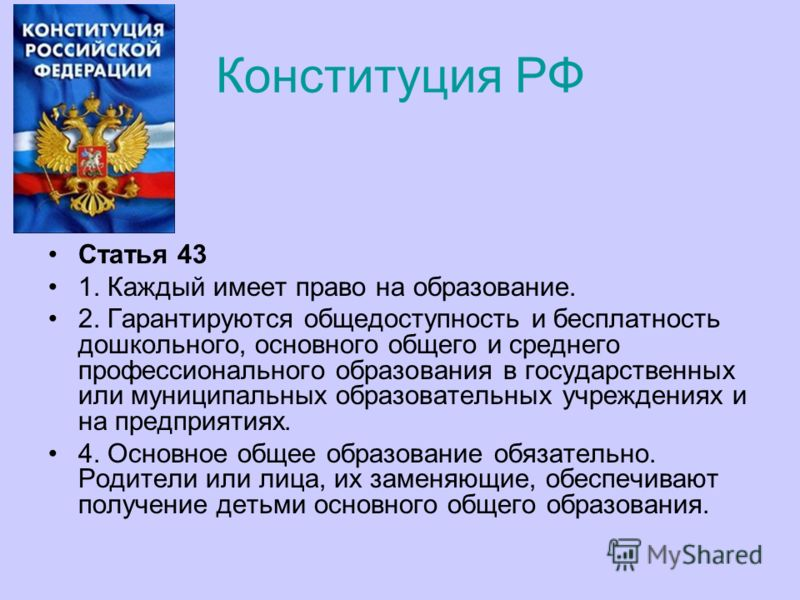 КОНСТИТУЦИЯ
РОССИЙСКОЙ
ФЕДЕРАЦИИ
Конституция РФ
• Статья 43
• 1. Каждый имеет право на образование.
• 2. Гарантируются общедоступность и бесплатность
дошкольного, основного общего и среднего
профессионального образования в государственных
или муниципальных образовательных учреждениях и
на предприятиях.
• 4. Основное общее образование обязательно.
Родители или лица, их заменяющие, обеспечивают
получение детьми основного общего образования.
MyShared